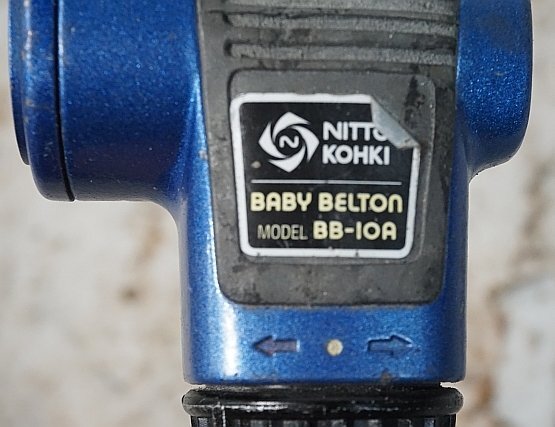 NITTO
KOHKI
BABY BELTON
MODEL BB-10A